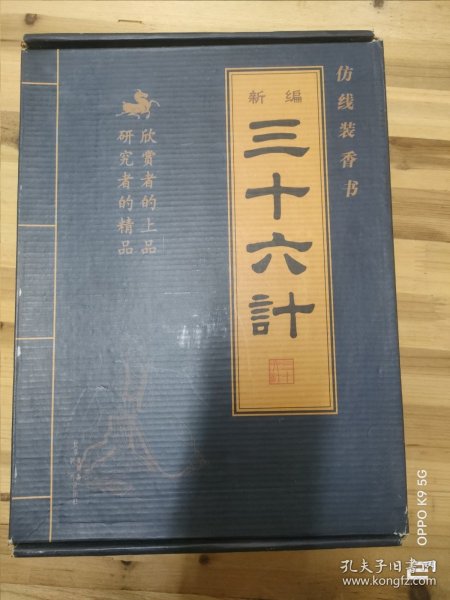 仿线装香书
新编
三十六計
欣赏者的上品
研究者的精品
OPPO K9 5G
孔夫子旧书网
www.kongfz.com